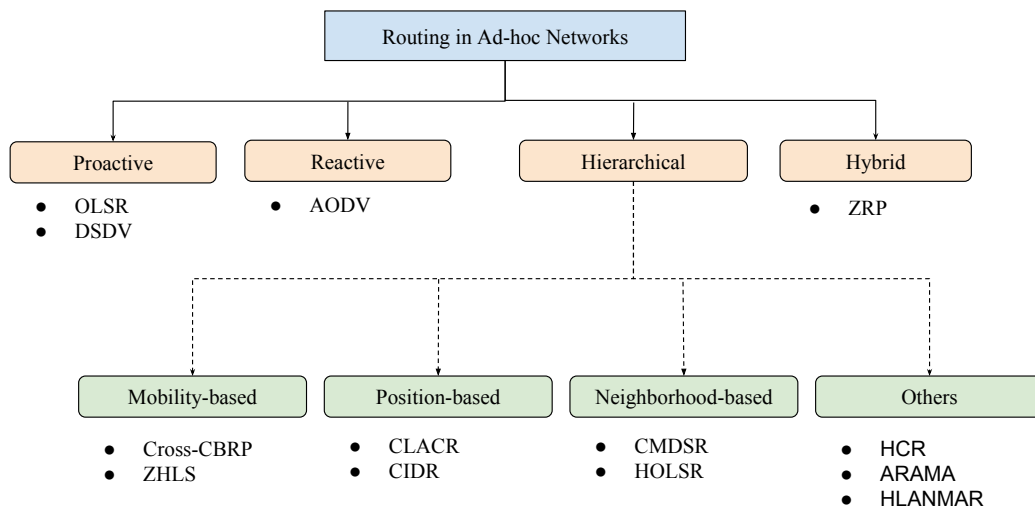 Routing in Ad-hoc Networks
Proactive
Reactive
Hierarchical
Hybrid
● OLSR
● DSDV
● AODV
● ZRP
Mobility-based
Position-based
Neighborhood-based
Others
● Cross-CBRP
● ZHLS
● CLACR
● CIDR
● CMDSR
● HOLSR
● HCR
● ARAMA
● HLANMAR